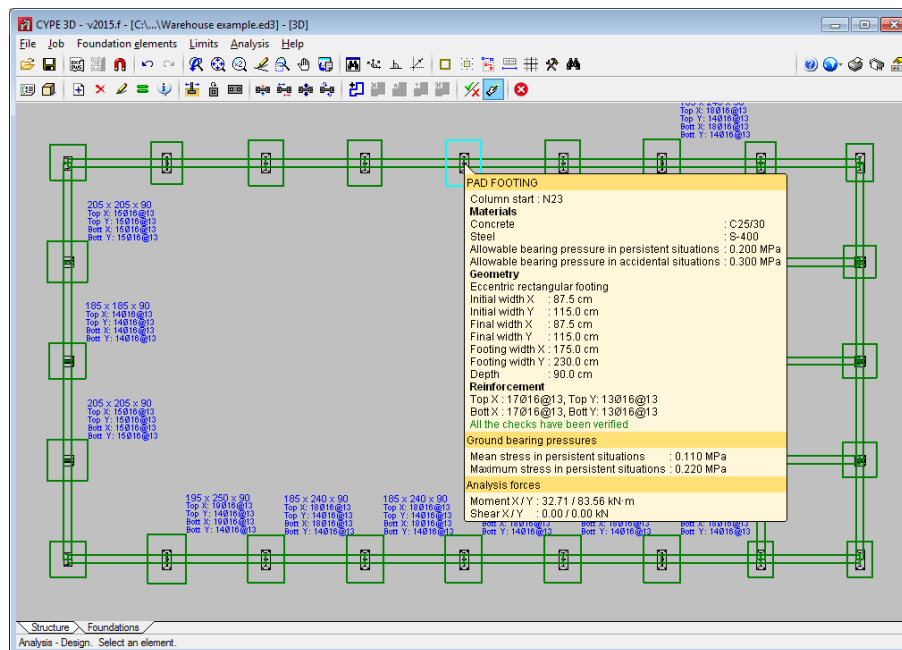 CYPE 3D - v2015.f - [C:\...\Warehouse example.ed3] - [3D]
File Job Foundation elements Limits Analysis Help
Top Y: 14Ø16@13
Bott X: 18Ø16@13
Bott Y: 14Ø16@13
PAD FOOTING
Column start : N23
Materials
Concrete : C25/30
Steel : S-400
Allowable bearing pressure in persistent situations : 0.200 MPa
Allowable bearing pressure in accidental situations : 0.300 MPa
Geometry
Eccentric rectangular footing
Initial width X : 87.5 cm
Initial width Y : 115.0 cm
Final width X : 87.5 cm
Final width Y : 115.0 cm
Footing width X : 175.0 cm
Footing width Y : 230.0 cm
Depth : 90.0 cm
Reinforcement
Top X : 17Ø16@13, Top Y: 13Ø16@13
Bott X : 17Ø16@13, Bott Y: 13Ø16@13
All the checks have been verified
Ground bearing pressures
Mean stress in persistent situations : 0.110 MPa
Maximum stress in persistent situations : 0.220 MPa
Analysis forces
Moment X / Y : 32.71 / 83.56 kN·m
Shear X / Y : 0.00 / 0.00 kN
205 x 205 x 90
Top X: 15Ø16@13
Top Y: 15Ø16@13
Bott X: 15Ø16@13
Bott Y: 15Ø16@13
185 x 185 x 90
Top X: 14Ø16@13
Top Y: 14Ø16@13
Bott X: 14Ø16@13
Bott Y: 14Ø16@13
205 x 205 x 90
Top X: 15Ø16@13
Top Y: 15Ø16@13
Bott X: 15Ø16@13
Bott Y: 15Ø16@13
195 x 250 x 90
Top X: 19Ø16@13
Top Y: 14Ø16@13
Bott X: 19Ø16@13
Bott Y: 14Ø16@13
185 x 240 x 90
Top X: 18Ø16@13
Top Y: 14Ø16@13
Bott X: 18Ø16@13
Bott Y: 14Ø16@13
185 x 240 x 90
Top X: 18Ø16@13
Top Y: 14Ø16@13
Bott X: 18Ø16@13
Bott Y: 14Ø16@13
Bott Y: 14Ø16@13
Bott Y: 14Ø16@13
Bott Y: 14Ø16@13
Structure Foundations
Analysis - Design. Select an element.